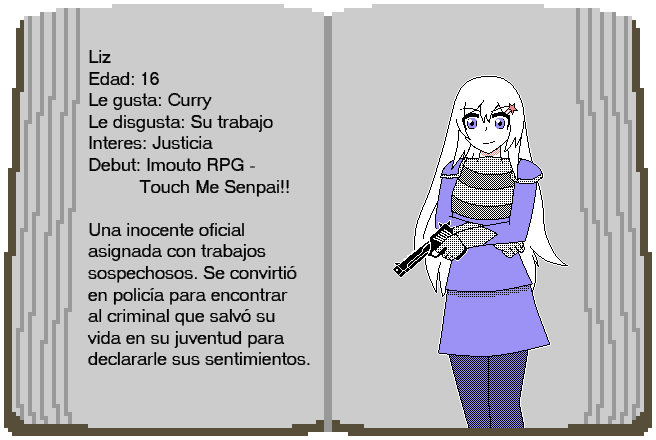 Liz
Edad: 16
Le gusta: Curry
Le disgusta: Su trabajo
Interes: Justicia
Debut: Imouto RPG -
Touch Me Senpai!!
Una inocente oficial
asignada con trabajos
sospechosos. Se convirtió
en policía para encontrar
al criminal que salvó su
vida en su juventud para
declararle sus sentimientos.